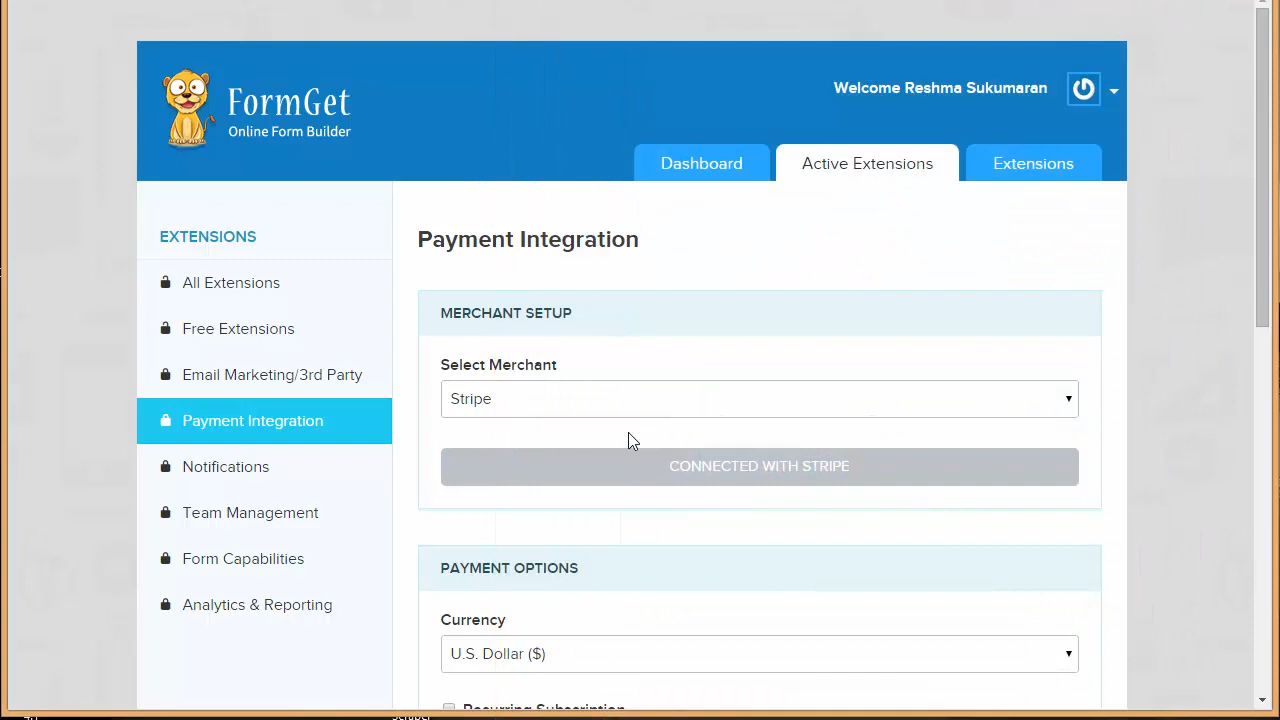 FormGet
Online Form Builder
Welcome Reshma Sukumaran
Dashboard
Active Extensions
Extensions
EXTENSIONS
All Extensions
Free Extensions
Email Marketing/3rd Party
Payment Integration
Notifications
Team Management
Form Capabilities
Analytics & Reporting
Payment Integration
MERCHANT SETUP
Select Merchant
Stripe
CONNECTED WITH STRIPE
PAYMENT OPTIONS
Currency
U.S. Dollar ($)
Recurring Subscription